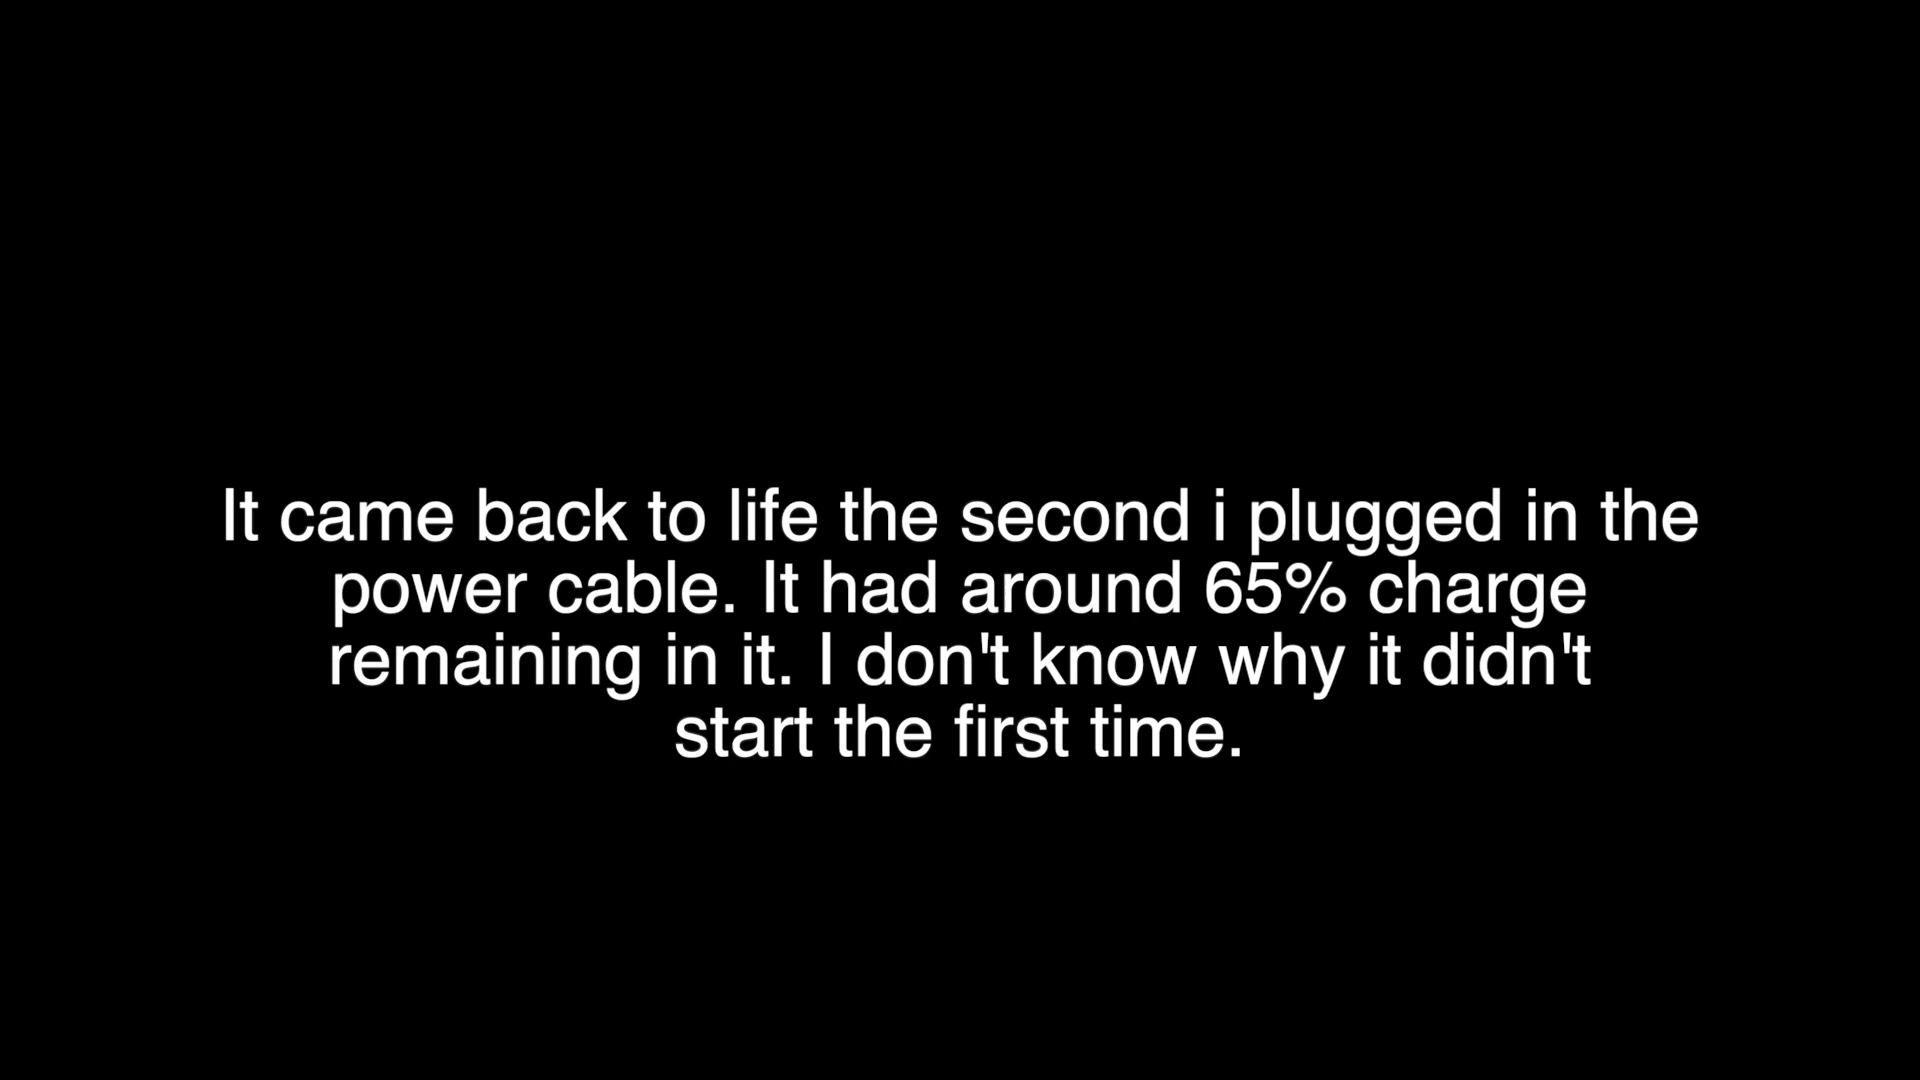 It came back to life the second i plugged in the
power cable. It had around 65% charge
remaining in it. I don't know why it didn't
start the first time.